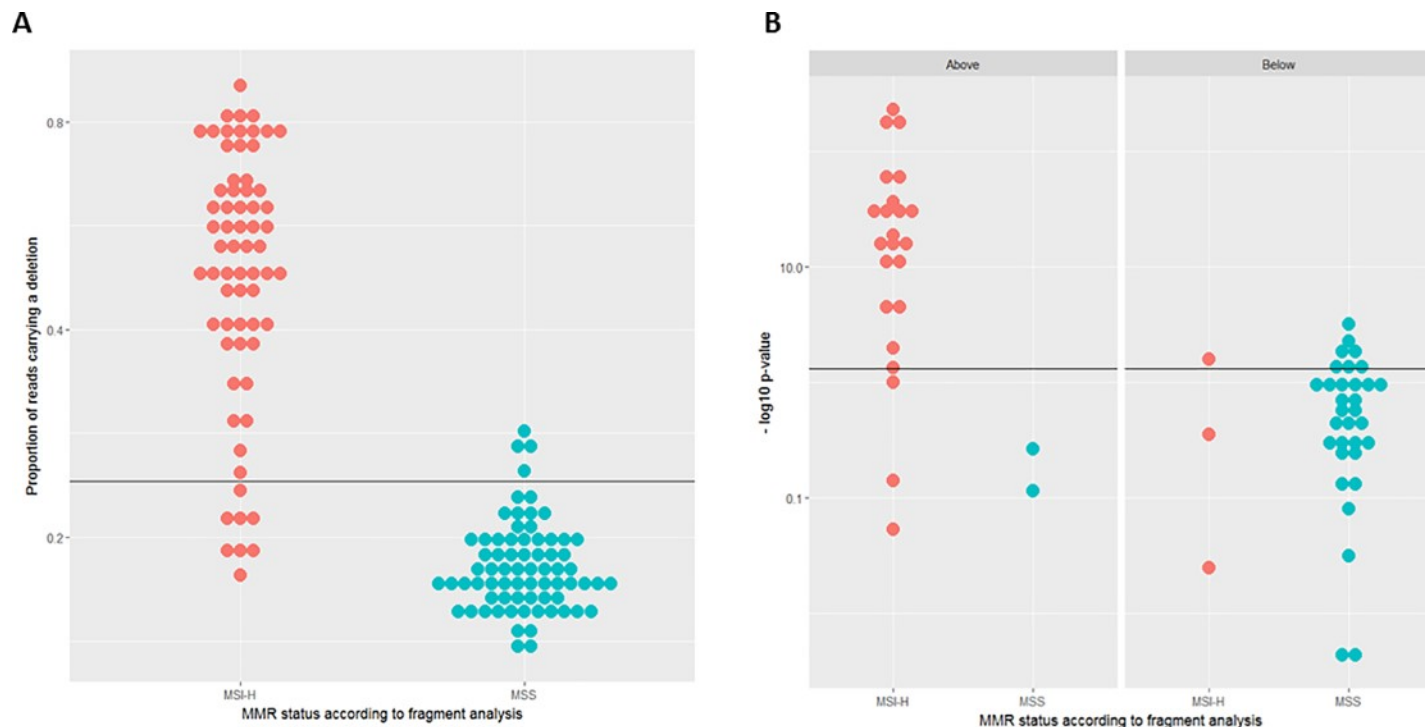 A
B
Above
Below
Proportion of reads carrying a deletion
0.8
0.4
0.2
MSI-H
MSS
MMR status according to fragment analysis
- log10 p-value
10.0
0.1
MSI-H
MSS
MSI-H
MSS
MMR status according to fragment analysis